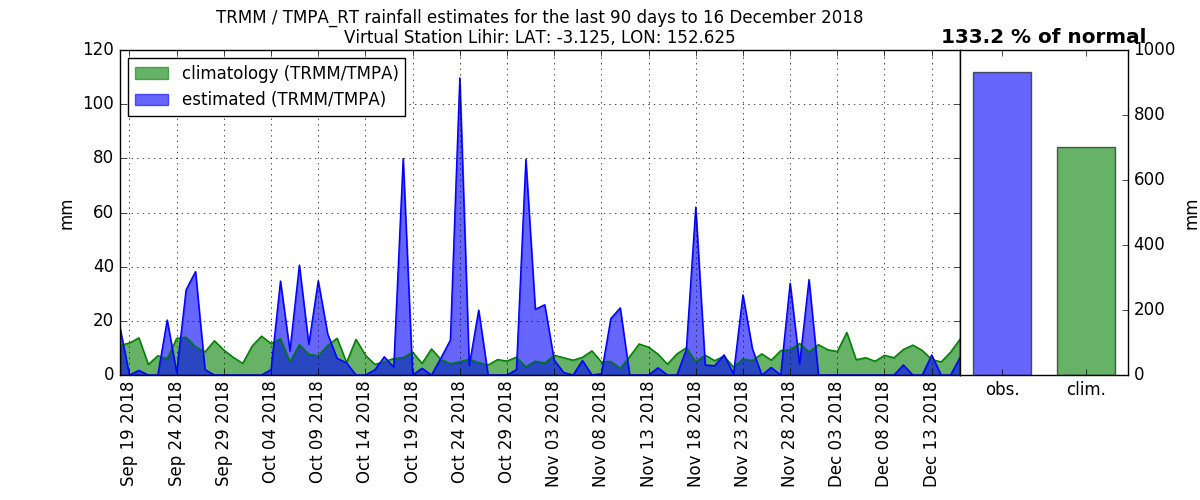 TRMM / TMPA_RT rainfall estimates for the last 90 days to 16 December 2018
Virtual Station Lihir: LAT: -3.125, LON: 152.625
133.2 % of normal
climatology (TRMM/TMPA)
estimated (TRMM/TMPA)
120
100
80
60
40
20
0
mm
1000
800
600
400
200
0
mm
Sep 19 2018
Sep 24 2018
Sep 29 2018
Oct 04 2018
Oct 09 2018
Oct 14 2018
Oct 19 2018
Oct 24 2018
Oct 29 2018
Nov 03 2018
Nov 08 2018
Nov 13 2018
Nov 18 2018
Nov 23 2018
Nov 28 2018
Dec 03 2018
Dec 08 2018
Dec 13 2018
obs.
clim.